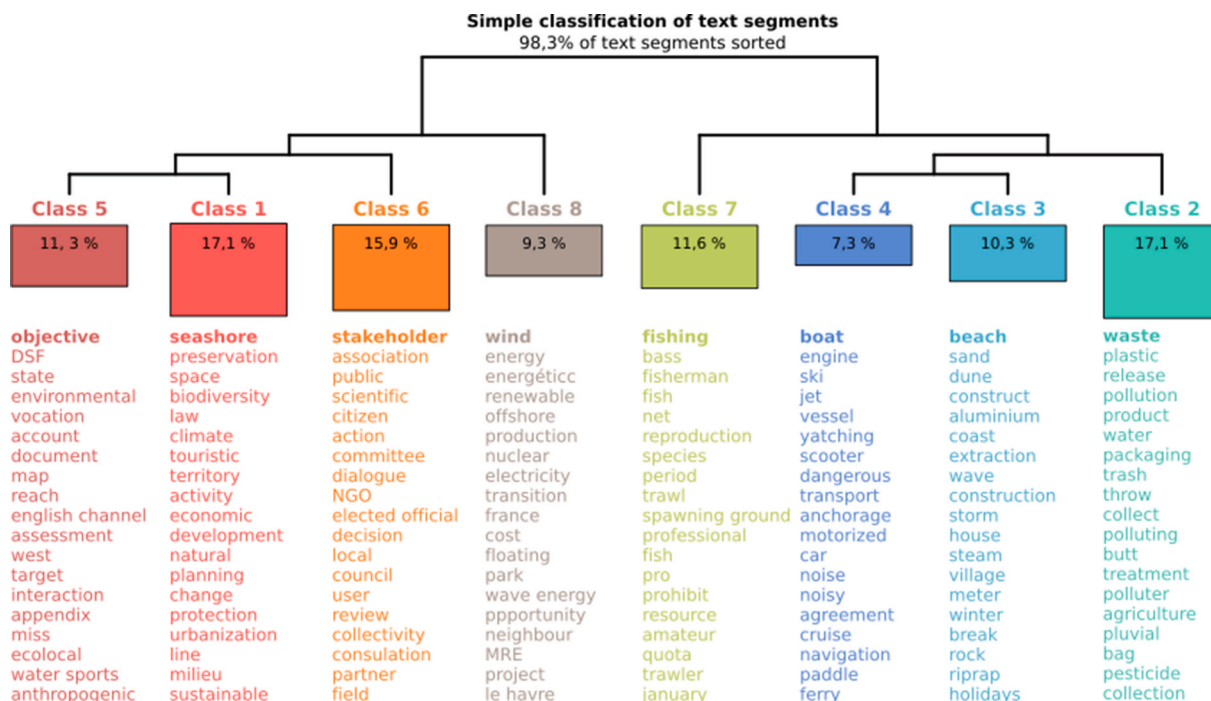 Simple classification of text segments
98,3% of text segments sorted
Class 5
11, 3 %
objective
DSF
state
environmental
vocation
account
document
map
reach
english channel
assessment
west
target
interaction
appendix
miss
ecolocal
water sports
anthropogenic
Class 1
17,1 %
seashore
preservation
space
biodiversity
law
climate
touristic
territory
activity
economic
development
natural
planning
change
protection
urbanization
line
milieu
sustainable
Class 6
15,9 %
stakeholder
association
public
scientific
citizen
action
committee
dialogue
NGO
elected official
decision
local
council
user
review
collectivity
consulation
partner
field
Class 8
9,3 %
wind
energy
energéticc
renewable
offshore
production
nuclear
electricity
transition
france
cost
floating
park
wave energy
ppportunity
neighbour
MRE
project
le havre
Class 7
11,6 %
fishing
bass
fisherman
fish
net
reproduction
species
period
trawl
spawning ground
professional
fish
pro
prohibit
resource
amateur
quota
trawler
january
Class 4
7,3 %
boat
engine
ski
jet
vessel
yatching
scooter
dangerous
transport
anchorage
motorized
car
noise
noisy
agreement
cruise
navigation
paddle
ferry
Class 3
10,3 %
beach
sand
dune
construct
aluminium
coast
extraction
wave
construction
storm
house
steam
village
meter
winter
break
rock
riprap
holidays
Class 2
17,1 %
waste
plastic
release
pollution
product
water
packaging
trash
throw
collect
polluting
butt
treatment
polluter
agriculture
pluvial
bag
pesticide
collection